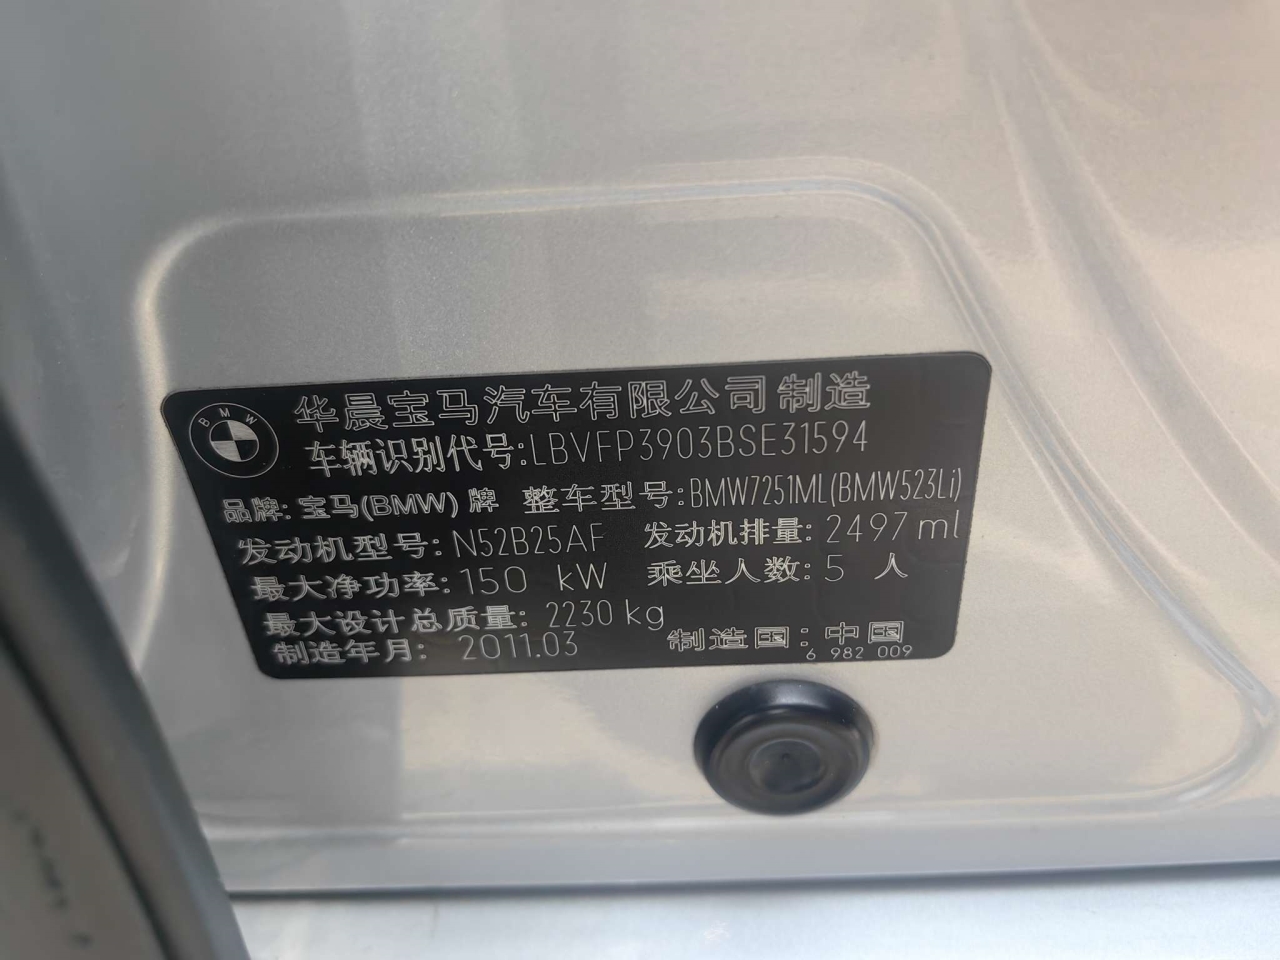 BMW
华晨宝马汽车有限公司制造
车辆识别代号:LBVFP3903BSE31594
品牌: 宝马(BMW) 牌 整车型号:BMW7251ML(BMW523Li)
发动机型号: N52B25AF 发动机排量: 2497 ml
最大净功率: 150 kW 乘坐人数: 5 人
最大设计总质量: 2230 kg
制造年月: 2011.03 制造国: 中国
6 982 009